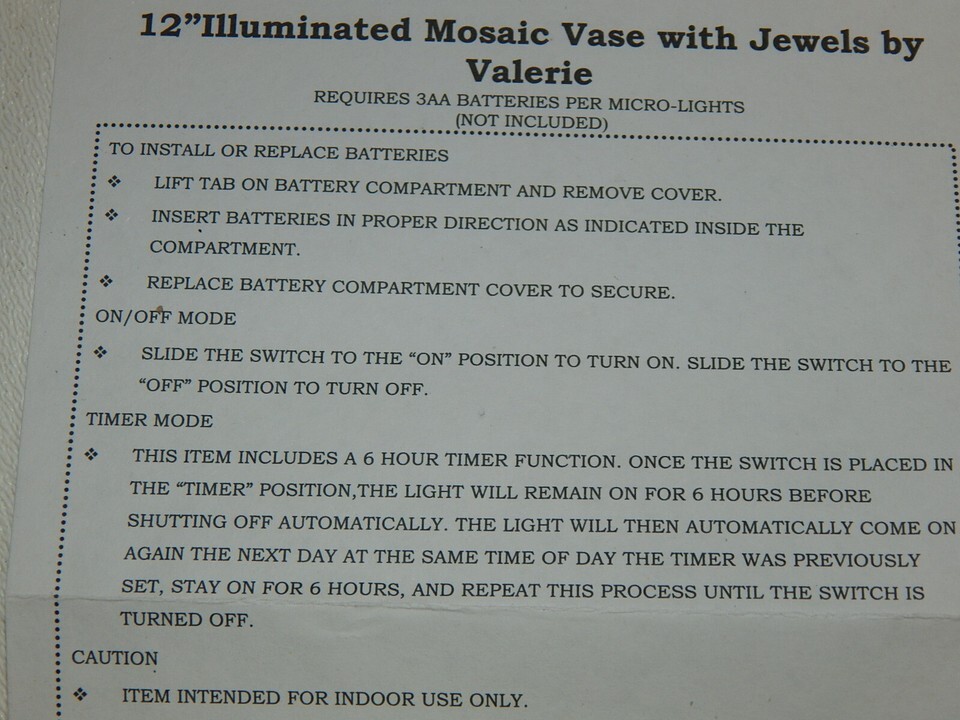 12”Illuminated Mosaic Vase with Jewels by
Valerie
REQUIRES 3AA BATTERIES PER MICRO-LIGHTS
(NOT INCLUDED)
TO INSTALL OR REPLACE BATTERIES
❖ LIFT TAB ON BATTERY COMPARTMENT AND REMOVE COVER.
❖ INSERT BATTERIES IN PROPER DIRECTION AS INDICATED INSIDE THE
COMPARTMENT.
❖ REPLACE BATTERY COMPARTMENT COVER TO SECURE.
ON/OFF MODE
❖ SLIDE THE SWITCH TO THE “ON” POSITION TO TURN ON. SLIDE THE SWITCH TO THE
“OFF” POSITION TO TURN OFF.
TIMER MODE
❖ THIS ITEM INCLUDES A 6 HOUR TIMER FUNCTION. ONCE THE SWITCH IS PLACED IN
THE “TIMER” POSITION,THE LIGHT WILL REMAIN ON FOR 6 HOURS BEFORE
SHUTTING OFF AUTOMATICALLY. THE LIGHT WILL THEN AUTOMATICALLY COME ON
AGAIN THE NEXT DAY AT THE SAME TIME OF DAY THE TIMER WAS PREVIOUSLY
SET, STAY ON FOR 6 HOURS, AND REPEAT THIS PROCESS UNTIL THE SWITCH IS
TURNED OFF.
CAUTION
❖ ITEM INTENDED FOR INDOOR USE ONLY.